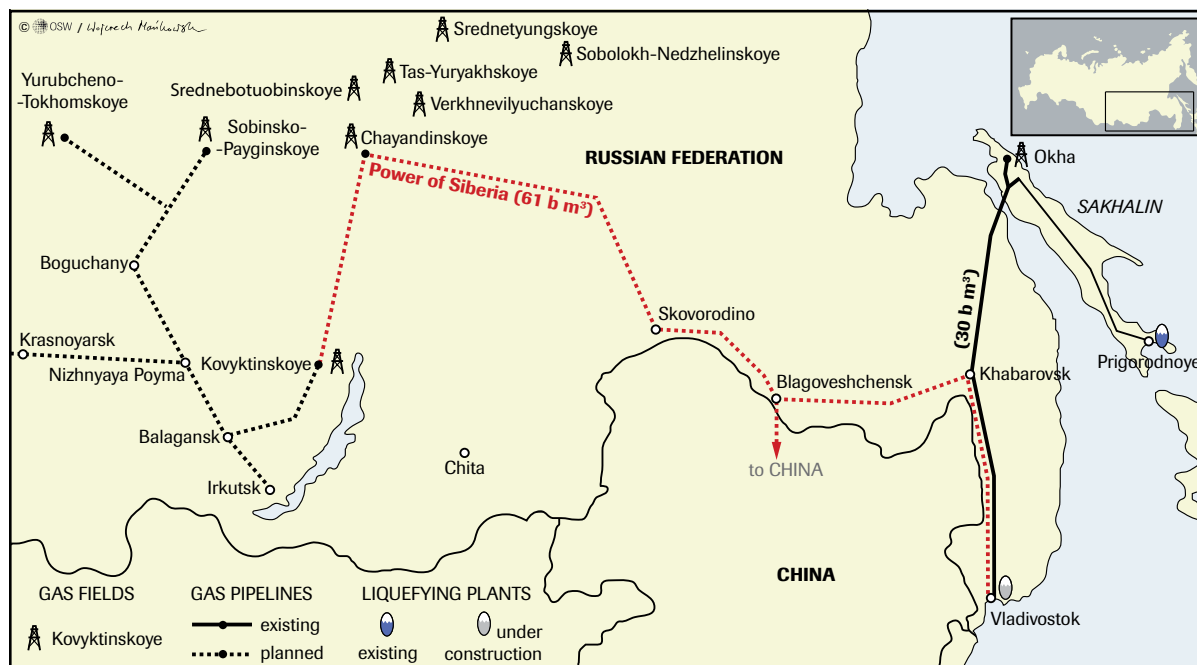 © OSW / Wojciech Mańkowski
Srednetyungskoye
Sobolokh-Nedzhelinskoye
Yurubcheno-
-Tokhomskoye
Srednebotuobinskoye
Tas-Yuryakhskoye
Verkhnevilyuchanskoye
Sobinsko-
-Payginskoye
Chayandinskoye
RUSSIAN FEDERATION
Okha
Power of Siberia (61 b m³)
SAKHALIN
Boguchany
(30 b m³)
Skovorodino
Krasnoyarsk
Nizhnyaya Poyma
Kovyktinskoye
Prigorodnoye
Khabarovsk
Blagoveshchensk
Balagansk
Chita
to CHINA
Irkutsk
CHINA
Vladivostok
GAS FIELDS
Kovyktinskoye
GAS PIPELINES
existing
planned
LIQUEFYING PLANTS
existing
under
construction